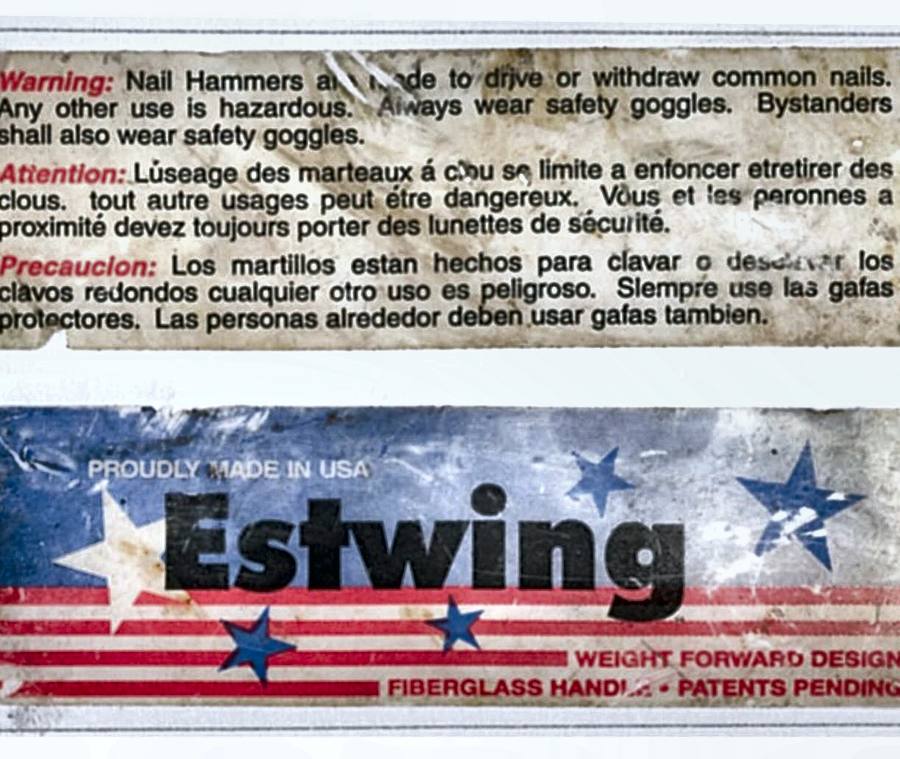 Warning: Nail Hammers are made to drive or withdraw common nails.
Any other use is hazardous. Always wear safety goggles. Bystanders
shall also wear safety goggles.
Attention: Lùseage des marteaux á clou se limite a enfoncer etretirer des
clous. tout autre usages peut étre dangereux. Vous et les peronnes a
proximité devez toujours porter des lunettes de sécurité.
Precaucion: Los martillos estan hechos para clavar o desclavar los
clavos redondos cualquier otro uso es peligroso. Siempre use las gafas
protectores. Las personas alrededor deben usar gafas tambien.
PROUDLY MADE IN USA
Estwing
WEIGHT FORWARD DESIGN
FIBERGLASS HANDLE • PATENTS PENDING